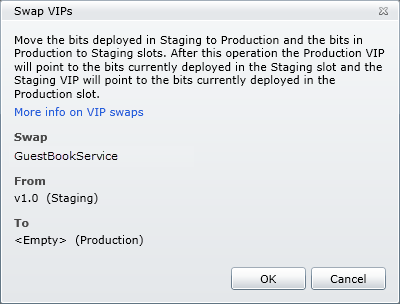 Swap VIPs
Move the bits deployed in Staging to Production and the bits in
Production to Staging slots. After this operation the Production VIP
will point to the bits currently deployed in the Staging slot and the
Staging VIP will point to the bits currently deployed in the
Production slot.
More info on VIP swaps
Swap
GuestBookService
From
v1.0 (Staging)
To
<Empty> (Production)
OK Cancel